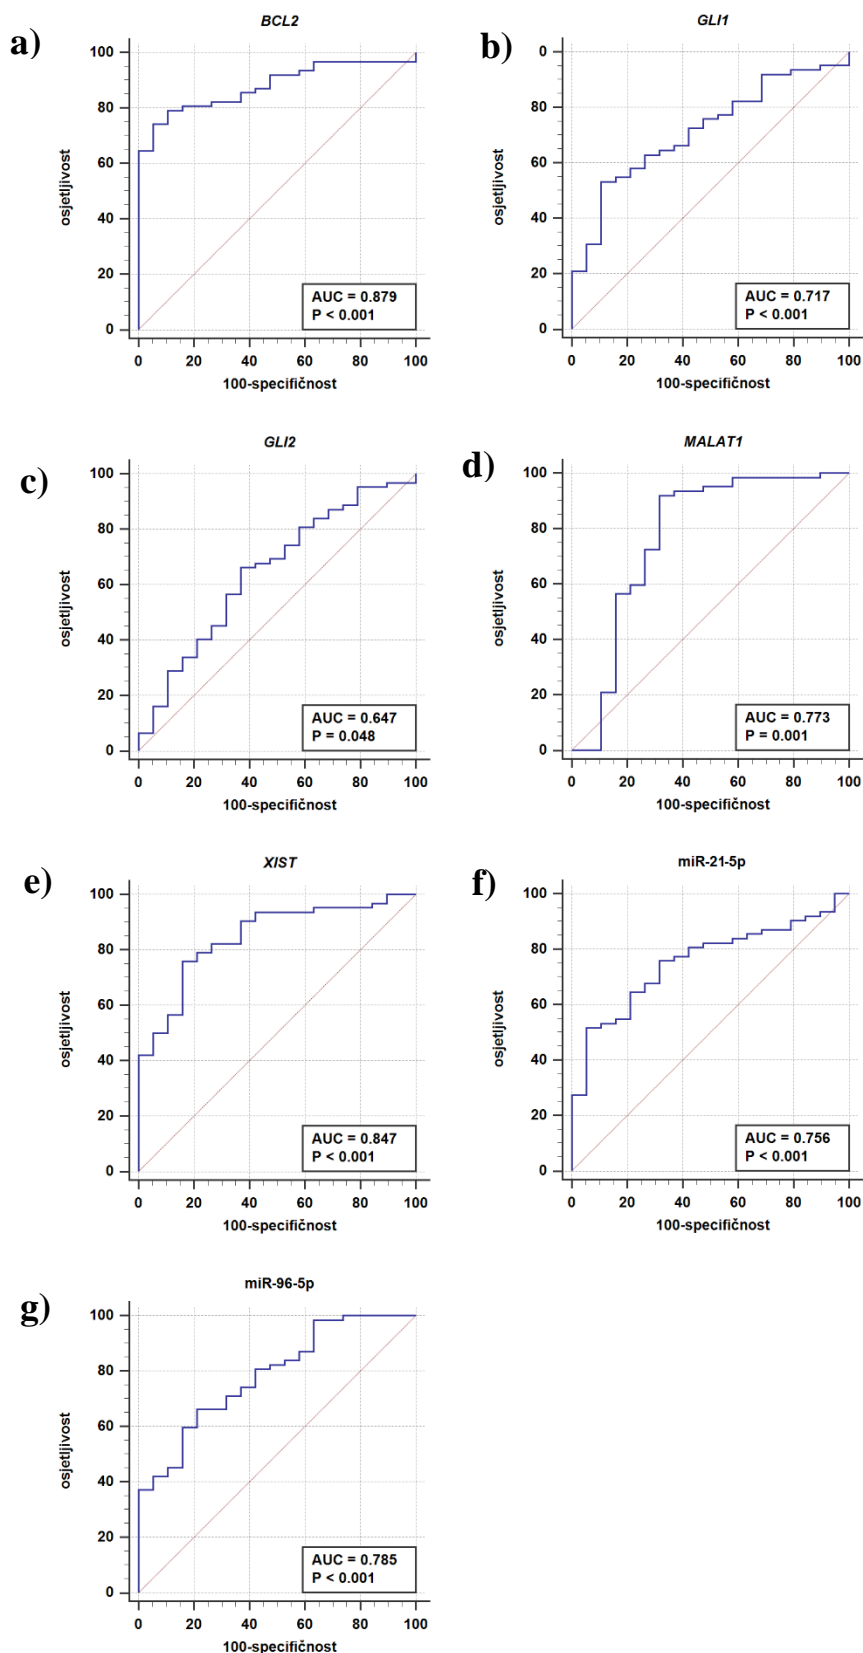 a)
BCL2
100
80
60
40
20
0
osjetljivost
AUC = 0.879
P < 0.001
0 20 40 60 80 100
100-specifičnost
b)
GLI1
0
80
60
40
20
0
osjetljivost
AUC = 0.717
P < 0.001
0 20 40 60 80 100
100-specifičnost
c)
GLI2
100
80
60
40
20
0
osjetljivost
AUC = 0.647
P = 0.048
0 20 40 60 80 100
100-specifičnost
d)
MALAT1
100
80
60
40
20
0
osjetljivost
AUC = 0.773
P = 0.001
0 20 40 60 80 100
100-specifičnost
e)
XIST
100
80
60
40
20
0
osjetljivost
AUC = 0.847
P < 0.001
0 20 40 60 80 100
100-specifičnost
f)
miR-21-5p
100
80
60
40
20
0
osjetljivost
AUC = 0.756
P < 0.001
0 20 40 60 80 100
100-specifičnost
g)
miR-96-5p
100
80
60
40
20
0
osjetljivost
AUC = 0.785
P < 0.001
0 20 40 60 80 100
100-specifičnost